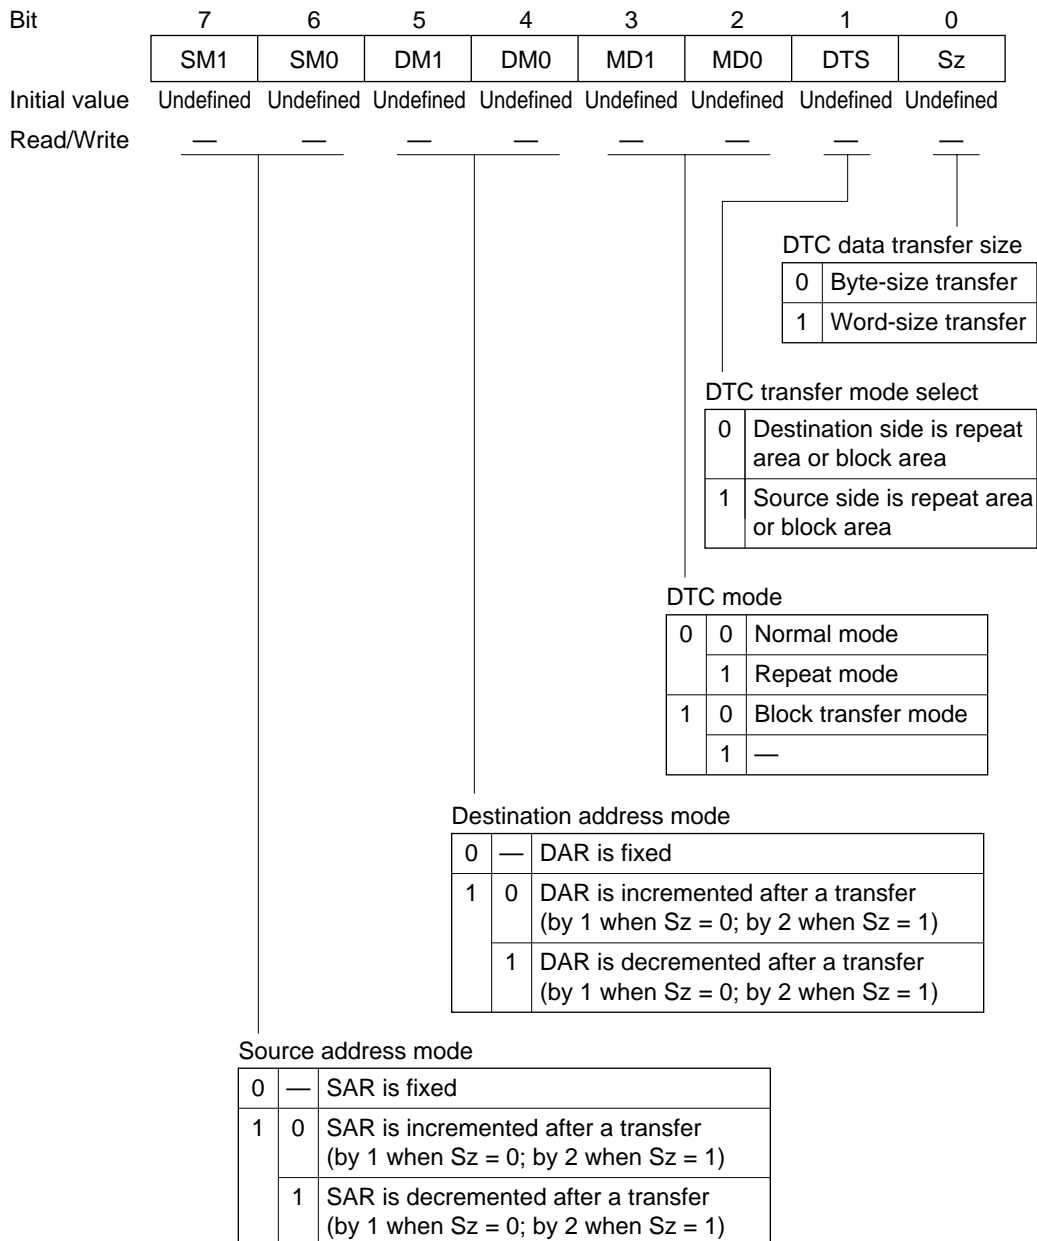 Bit 7 6 5 4 3 2 1 0
SM1 SM0 DM1 DM0 MD1 MD0 DTS Sz
Initial value Undefined Undefined Undefined Undefined Undefined Undefined Undefined Undefined
Read/Write — — — — — — — —
DTC data transfer size
0 Byte-size transfer
1 Word-size transfer
DTC transfer mode select
0 Destination side is repeat
area or block area
1 Source side is repeat area
or block area
DTC mode
0 0 Normal mode
1 Repeat mode
1 0 Block transfer mode
1 —
Destination address mode
0 — DAR is fixed
1 0 DAR is incremented after a transfer
(by 1 when Sz = 0; by 2 when Sz = 1)
1 DAR is decremented after a transfer
(by 1 when Sz = 0; by 2 when Sz = 1)
Source address mode
0 — SAR is fixed
1 0 SAR is incremented after a transfer
(by 1 when Sz = 0; by 2 when Sz = 1)
1 SAR is decremented after a transfer
(by 1 when Sz = 0; by 2 when Sz = 1)